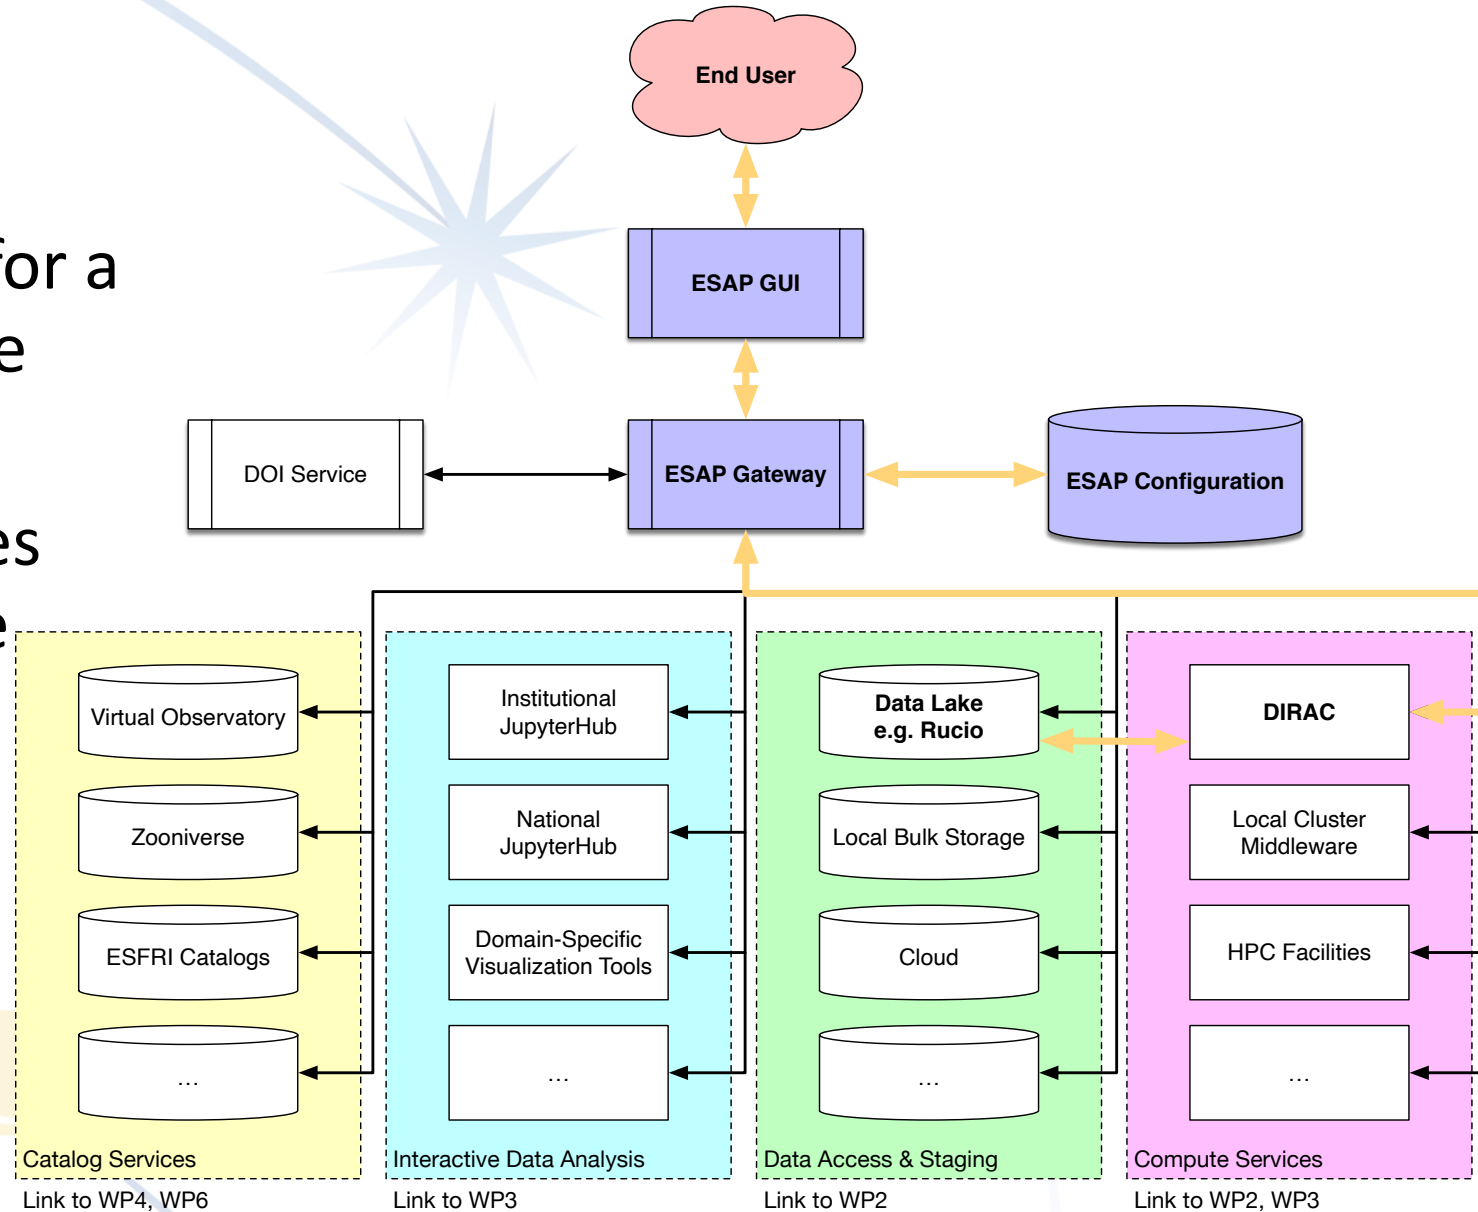 End User
for a
ESAP GUI
DOI Service
ESAP Gateway
ESAP Configuration
Virtual Observatory
Zooniverse
ESFRI Catalogs
…
Catalog Services
Link to WP4, WP6
Institutional
JupyterHub
National
JupyterHub
Domain-Specific
Visualization Tools
…
Interactive Data Analysis
Link to WP3
Data Lake
e.g. Rucio
Local Bulk Storage
Cloud
…
Data Access & Staging
Link to WP2
DIRAC
Local Cluster
Middleware
HPC Facilities
…
Compute Services
Link to WP2, WP3